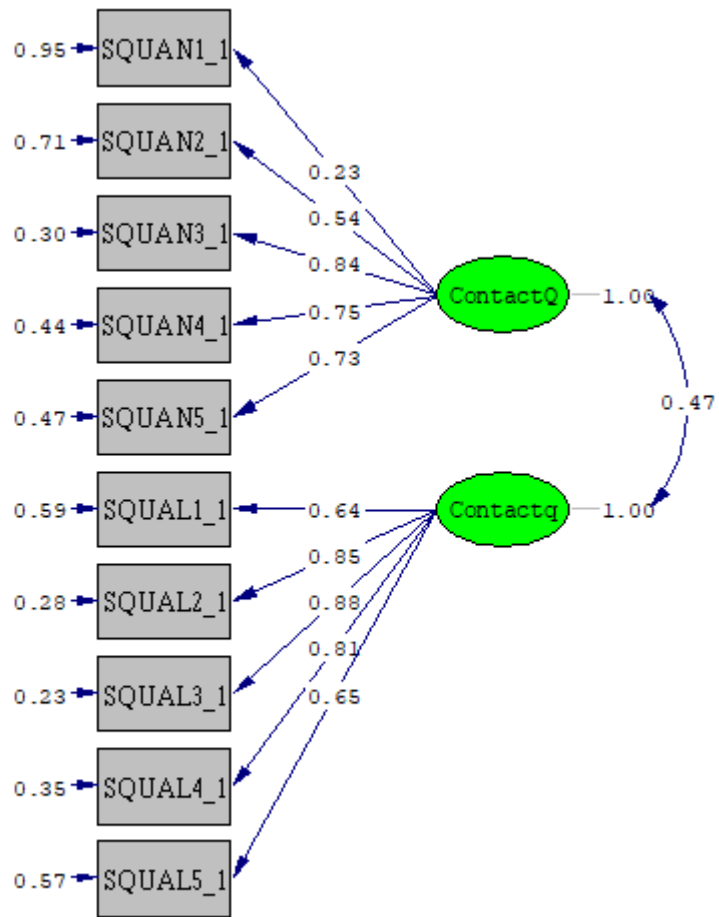 0.95 SQUAN1_1
0.71 SQUAN2_1
0.23
0.54
0.30 SQUAN3_1
0.84
ContactQ 1.00
0.44 SQUAN4_1
0.75
0.73
0.47
0.47 SQUAN5_1
0.59 SQUAL1_1
0.64
Contactq 1.00
0.85
0.28 SQUAL2_1
0.88
0.81
0.23 SQUAL3_1
0.65
0.35 SQUAL4_1
0.57 SQUAL5_1